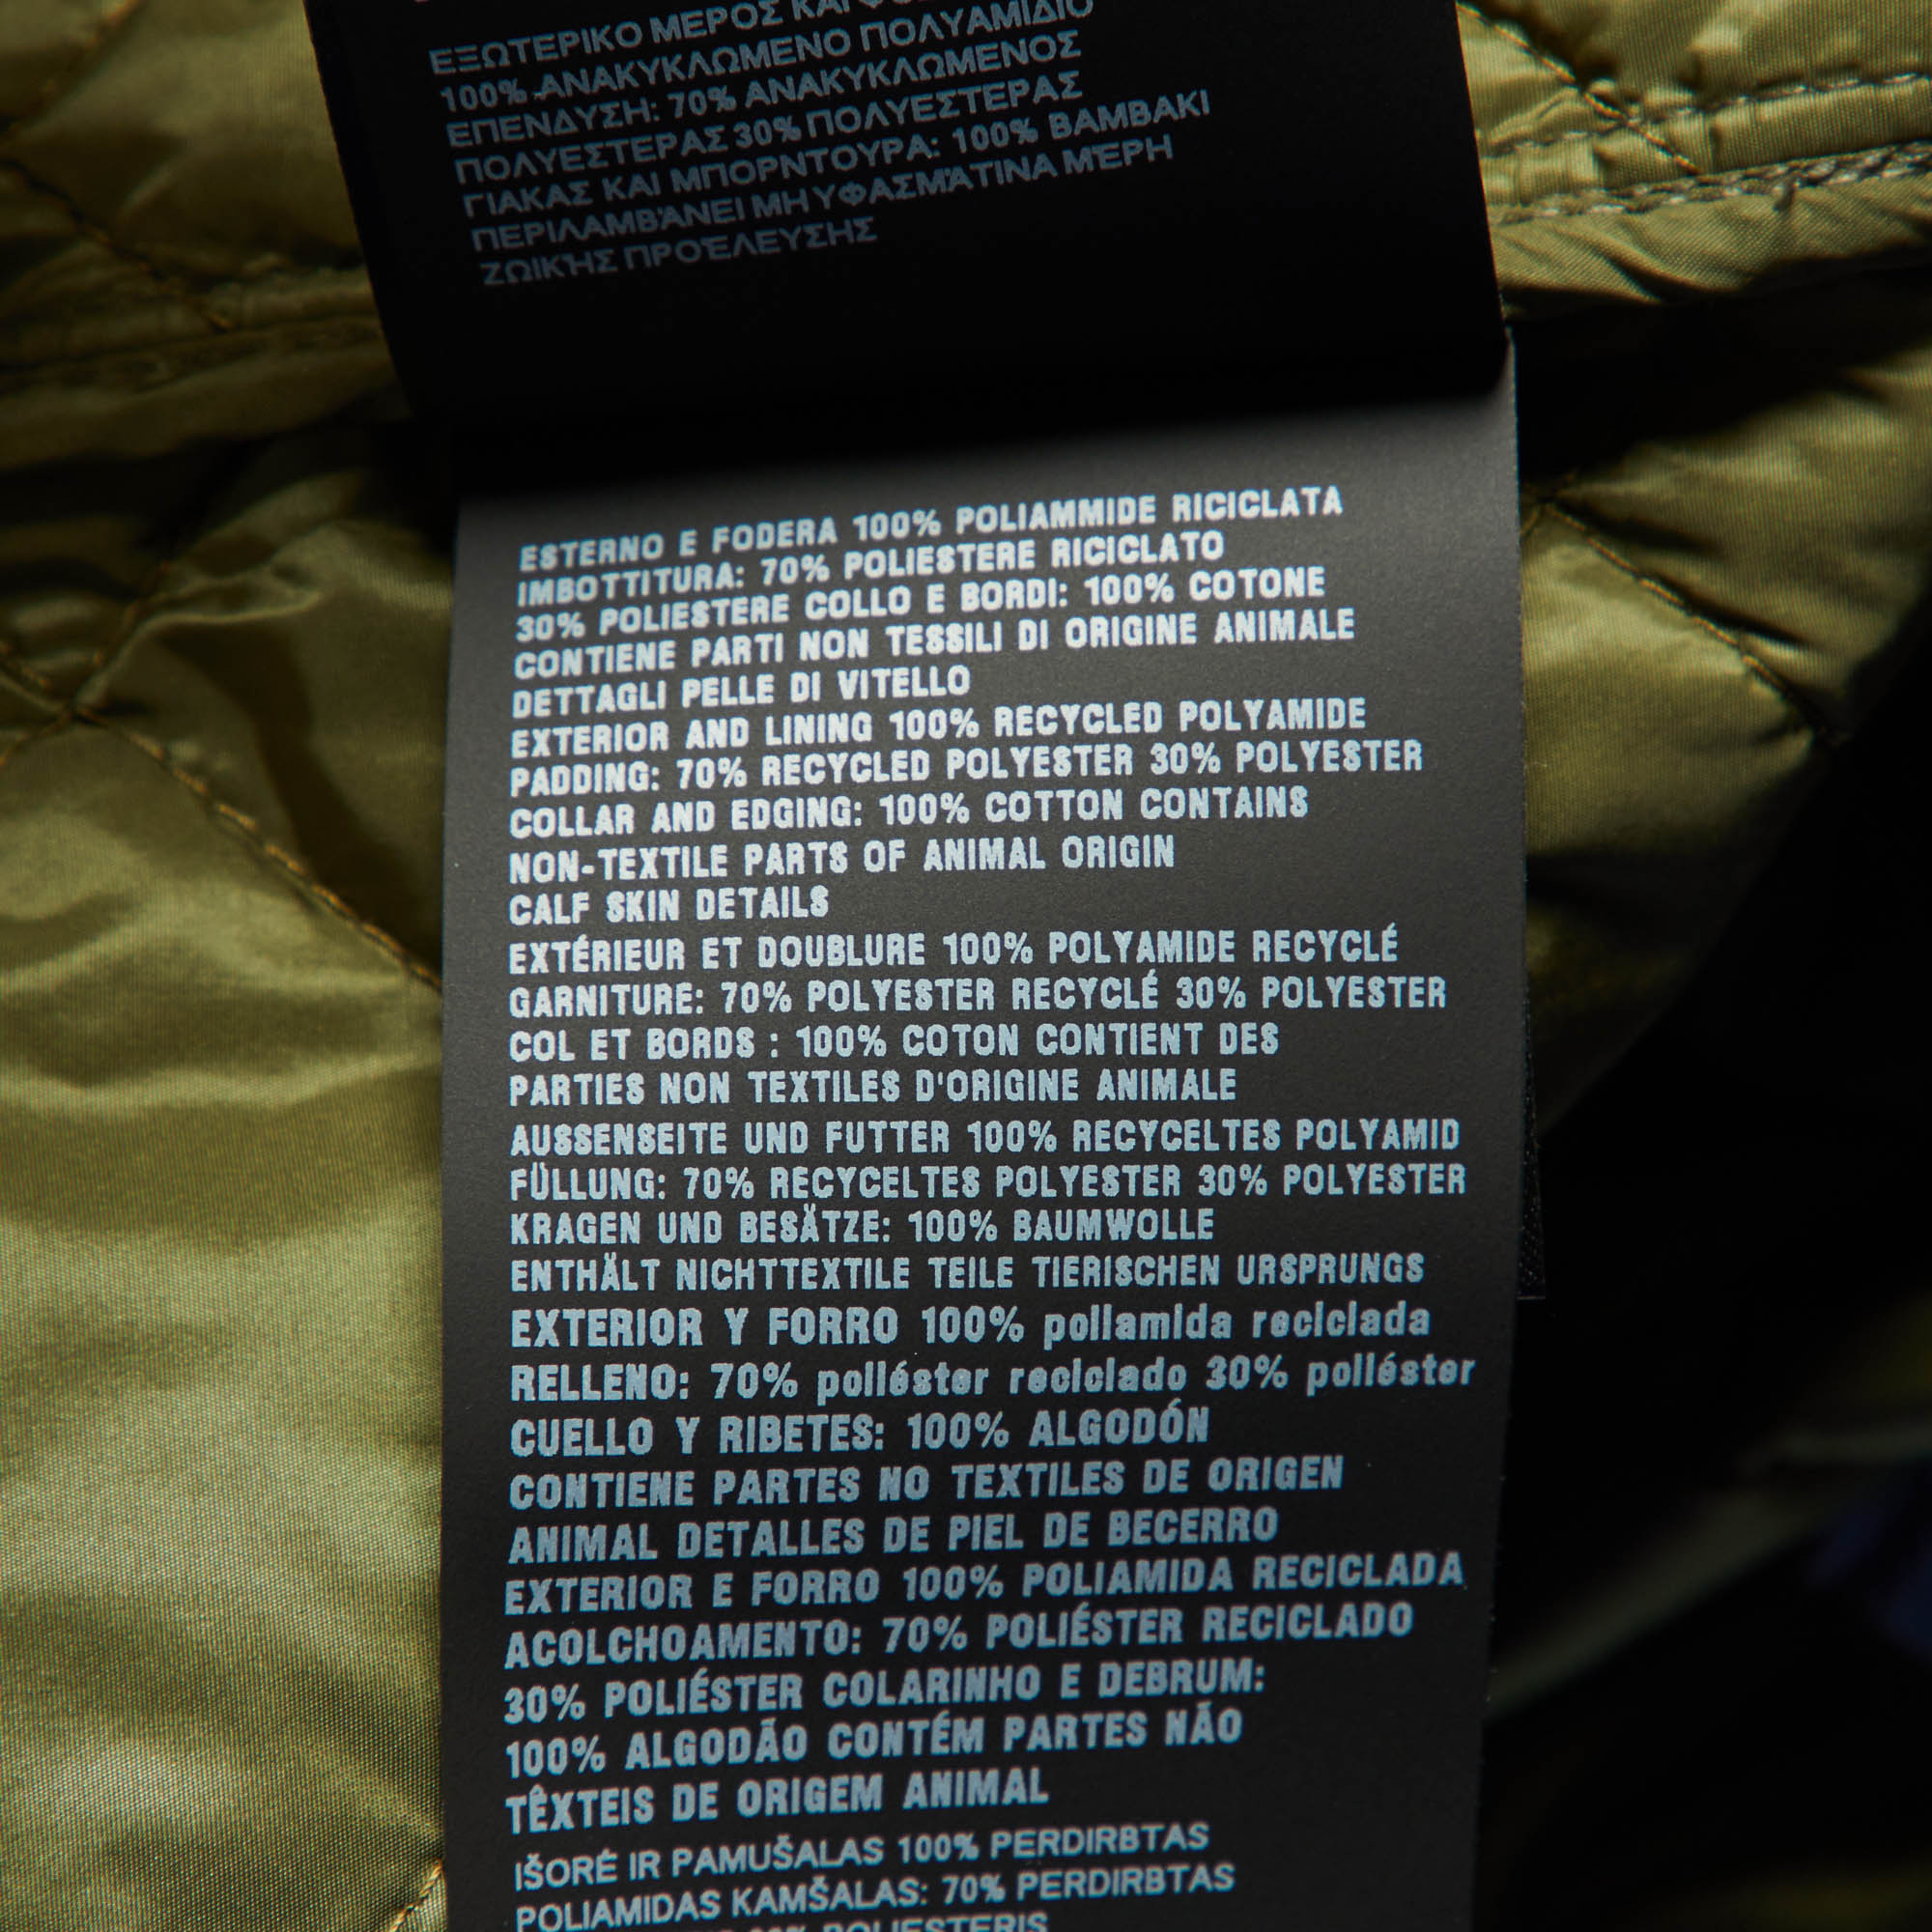 ΕΞΩΤΕΡΙΚΟ ΜΕΡΟΣ ΚΑΙ
100% ΑΝΑΚΥΚΛΩΜΕΝΟ ΠΟΛΥΑΜΙΔΙΟ
ΕΠΕΝΔΥΣΗ: 70% ΑΝΑΚΥΚΛΩΜΕΝΟΣ
ΠΟΛΥΕΣΤΕΡΑΣ 30% ΠΟΛΥΕΣΤΕΡΑΣ
ΓΙΑΚΑΣ ΚΑΙ ΜΠΟΡΝΤΟΥΡΑ: 100% ΒΑΜΒΑΚΙ
ΠΕΡΙΛΑΜΒΆΝΕΙ ΜΗ ΥΦΑΣΜΆΤΙΝΑ ΜΈΡΗ
ΖΩΙΚΉΣ ΠΡΟΈΛΕΥΣΗΣ
ESTERNO E FODERA 100% POLIAMMIDE RICICLATA
IMBOTTITURA: 70% POLIESTERE RICICLATO
30% POLIESTERE COLLO E BORDI: 100% COTONE
CONTIENE PARTI NON TESSILI DI ORIGINE ANIMALE
DETTAGLI PELLE DI VITELLO
EXTERIOR AND LINING 100% RECYCLED POLYAMIDE
PADDING: 70% RECYCLED POLYESTER 30% POLYESTER
COLLAR AND EDGING: 100% COTTON CONTAINS
NON-TEXTILE PARTS OF ANIMAL ORIGIN
CALF SKIN DETAILS
EXTÉRIEUR ET DOUBLURE 100% POLYAMIDE RECYCLÉ
GARNITURE: 70% POLYESTER RECYCLÉ 30% POLYESTER
COL ET BORDS : 100% COTON CONTIENT DES
PARTIES NON TEXTILES D'ORIGINE ANIMALE
AUSSENSEITE UND FUTTER 100% RECYCELTES POLYAMID
FÜLLUNG: 70% RECYCELTES POLYESTER 30% POLYESTER
KRAGEN UND BESÄTZE: 100% BAUMWOLLE
ENTHÄLT NICHTTEXTILE TEILE TIERISCHEN URSPRUNGS
EXTERIOR Y FORRO 100% poliamida reciclada
RELLENO: 70% poliéster reciclado 30% poliéster
CUELLO Y RIBETES: 100% ALGODÓN
CONTIENE PARTES NO TEXTILES DE ORIGEN
ANIMAL DETALLES DE PIEL DE BECERRO
EXTERIOR E FORRO 100% POLIAMIDA RECICLADA
ACOLCHOAMENTO: 70% POLIÉSTER RECICLADO
30% POLIÉSTER COLARINHO E DEBRUM:
100% ALGODÃO CONTÉM PARTES NÃO
TÊXTEIS DE ORIGEM ANIMAL
IŠORĖ IR PAMUŠALAS 100% PERDIRBTAS
POLIAMIDAS KAMŠALAS: 70% PERDIRBTAS
POLIESTERIS